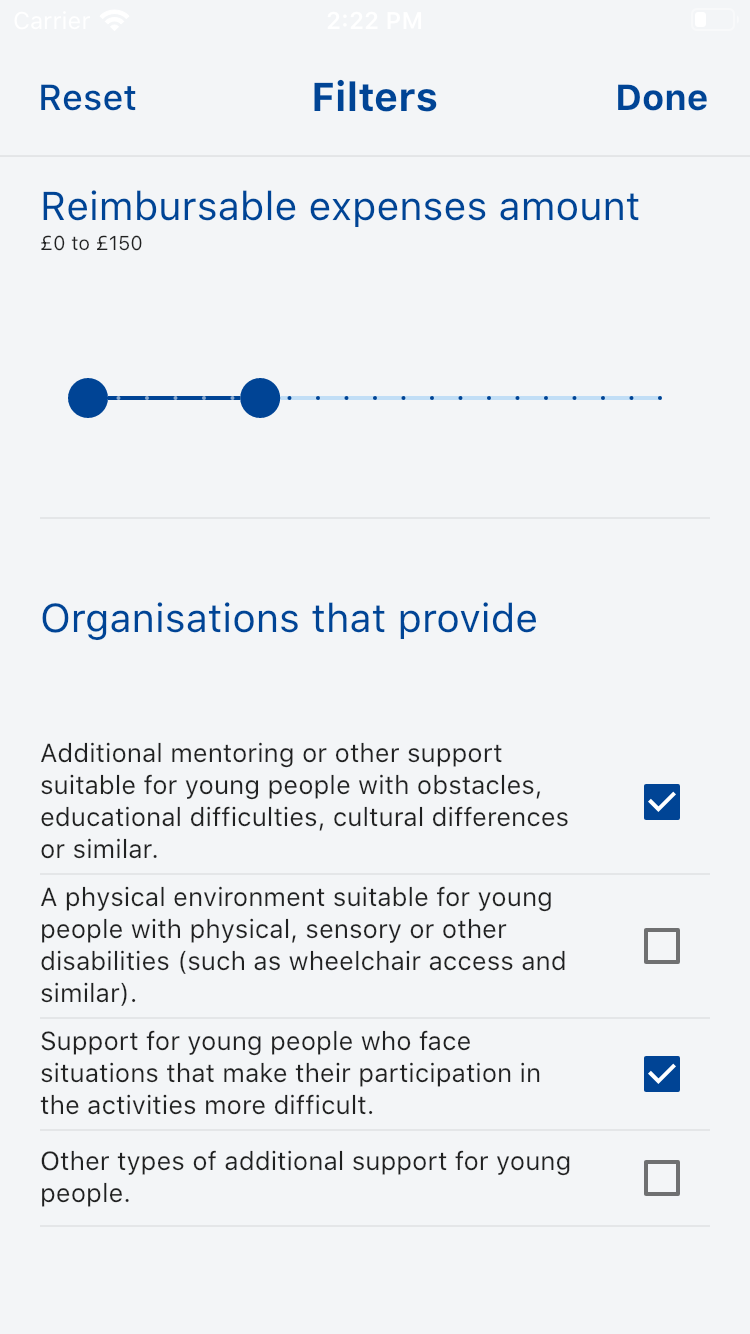 Carrier 2:22 PM
Reset Filters Done
Reimbursable expenses amount
£0 to £150
Organisations that provide
Additional mentoring or other support
suitable for young people with obstacles,
educational difficulties, cultural differences
or similar.
A physical environment suitable for young
people with physical, sensory or other
disabilities (such as wheelchair access and
similar).
Support for young people who face
situations that make their participation in
the activities more difficult.
Other types of additional support for young
people.